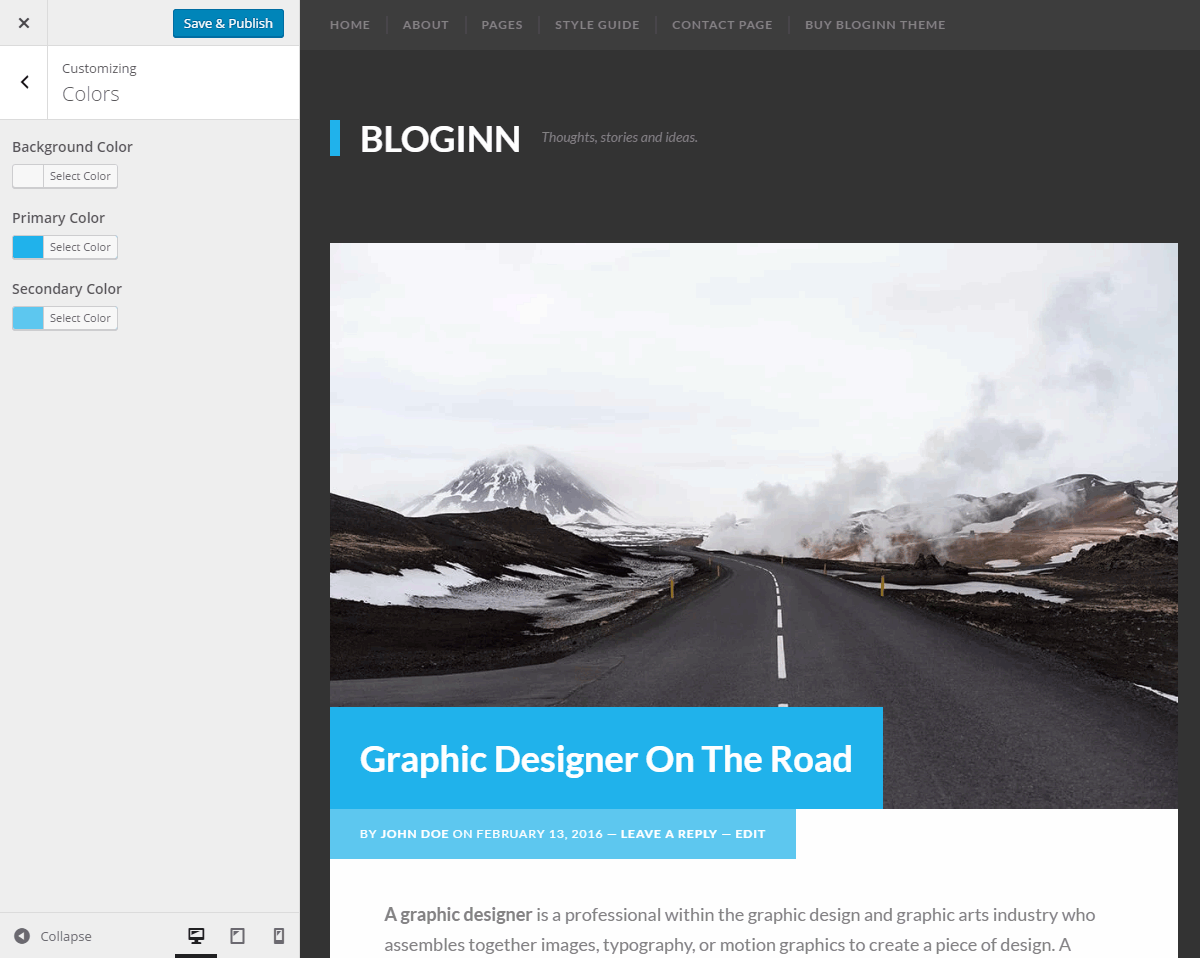 Save & Publish
Customizing
Colors
Background Color
Select Color
Primary Color
Select Color
Secondary Color
Select Color
Collapse
HOME ABOUT PAGES STYLE GUIDE CONTACT PAGE BUY BLOGINN THEME
BLOGINN Thoughts, stories and ideas.
Graphic Designer On The Road
BY JOHN DOE ON FEBRUARY 13, 2016 — LEAVE A REPLY — EDIT
A graphic designer is a professional within the graphic design and graphic arts industry who
assembles together images, typography, or motion graphics to create a piece of design. A